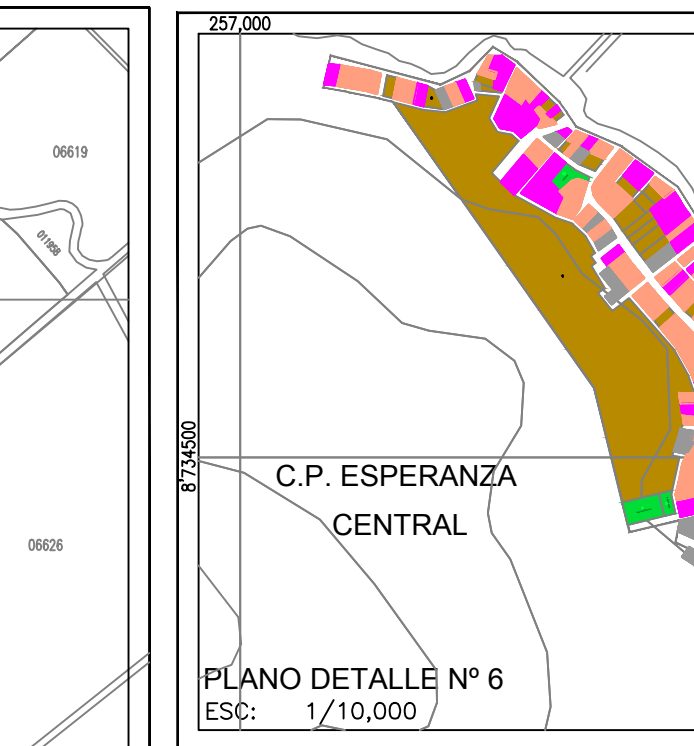 06619
011958
06626
257,000
8'734500
C.P. ESPERANZA
CENTRAL
PLANO DETALLE Nº 6
ESC: 1/10,000